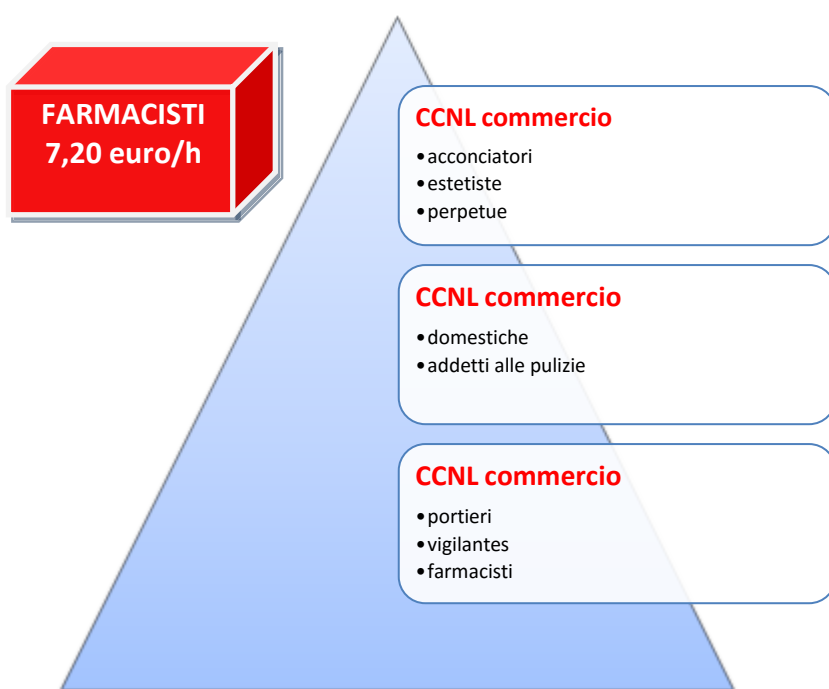 FARMACISTI
7,20 euro/h
CCNL commercio
•acconciatori
•estetiste
•perpetue
CCNL commercio
•domestiche
•addetti alle pulizie
CCNL commercio
•portieri
•vigilantes
•farmacisti